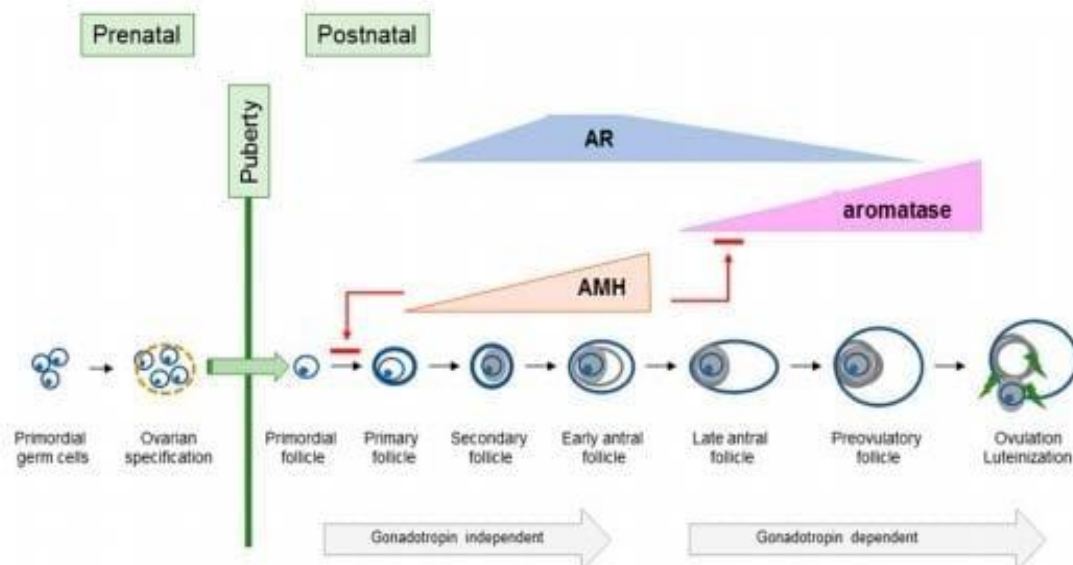 Prenatal
Postnatal
Puberty
AR
aromatase
AMH
Primordial
germ cells
Ovarian
specification
Primordial
follicle
Primary
follicle
Secondary
follicle
Early antral
follicle
Late antral
follicle
Preovulatory
follicle
Ovulation
Luteinization
Gonadotropin independent
Gonadotropin dependent